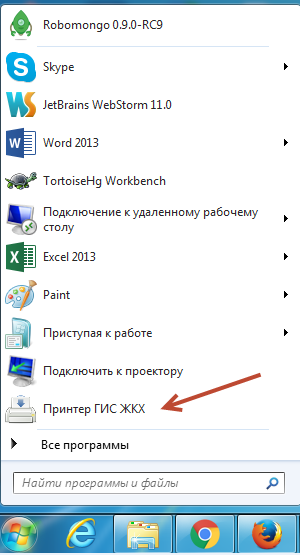 Robomongo 0.9.0-RC9
Skype
JetBrains WebStorm 11.0
Word 2013
TortoiseHg Workbench
Подключение к удаленному рабочему
столу
Excel 2013
Paint
Приступая к работе
Подключить к проектору
Принтер ГИС ЖКХ
Все программы
Найти программы и файлы